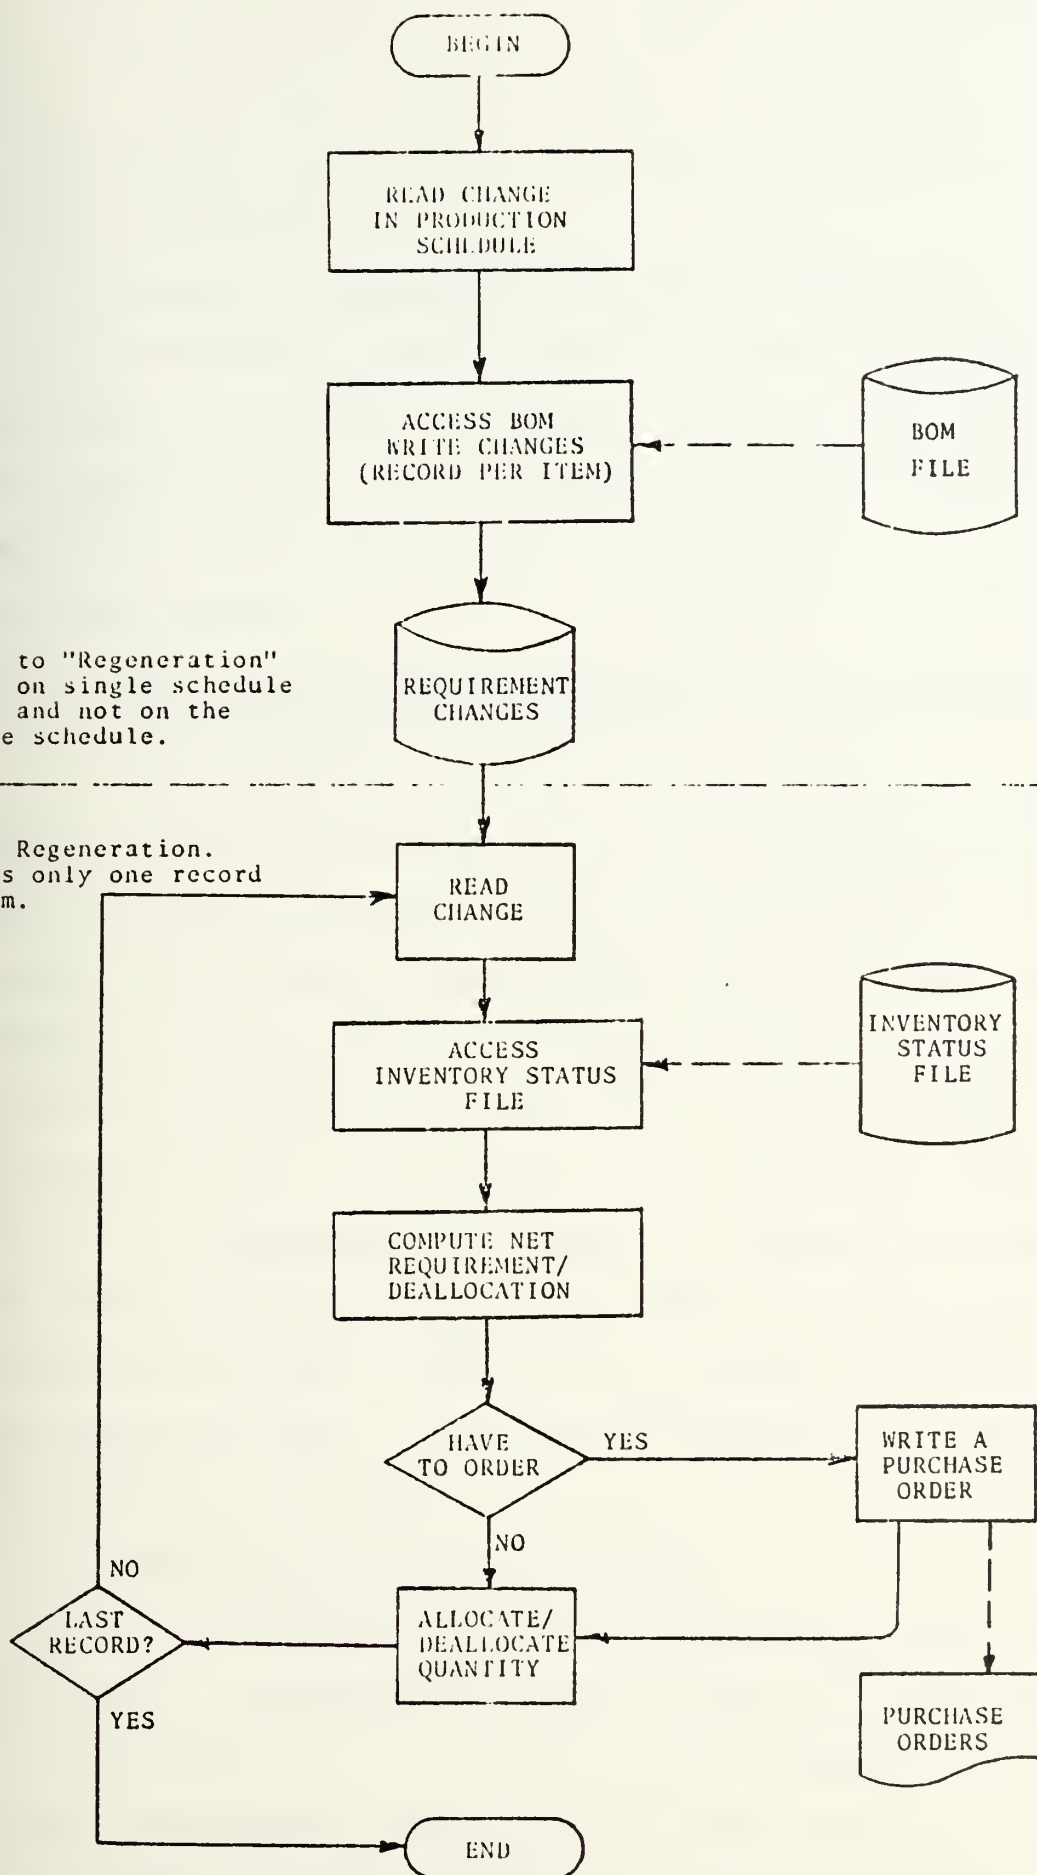 BEGIN
READ CHANGE
IN PRODUCTION
SCHEDULE
ACCESS BOM
WRITE CHANGES
(RECORD PER ITEM)
BOM
FILE
REQUIREMENT
CHANGES
to "Regeneration"
on single schedule
and not on the
e schedule.
Regeneration.
s only one record
m.
READ
CHANGE
ACCESS
INVENTORY STATUS
FILE
INVENTORY
STATUS
FILE
COMPUTE NET
REQUIREMENT/
DEALLOCATION
HAVE
TO ORDER
YES
WRITE A
PURCHASE
ORDER
NO
NO
LAST
RECORD?
ALLOCATE/
DEALLOCATE
QUANTITY
YES
PURCHASE
ORDERS
END